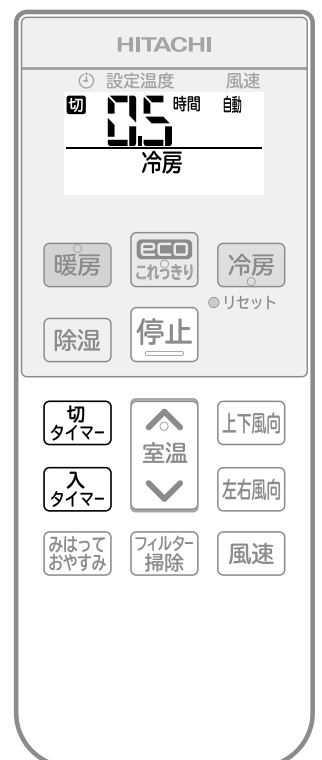 HITACHI
設定温度 風速
切 0.5 時間 自動
冷房
暖房 eco これっきり 冷房
リセット
除湿 停止
切タイマー 室温 上下風向
入タイマー 左右風向
みはっておやすみ フィルター掃除 風速